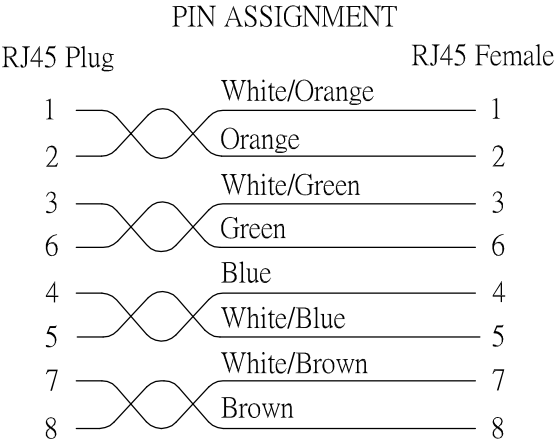 PIN ASSIGNMENT
RJ45 Plug RJ45 Female
1 White/Orange 1
2 Orange 2
3 White/Green 3
6 Green 6
4 Blue 4
5 White/Blue 5
7 White/Brown 7
8 Brown 8